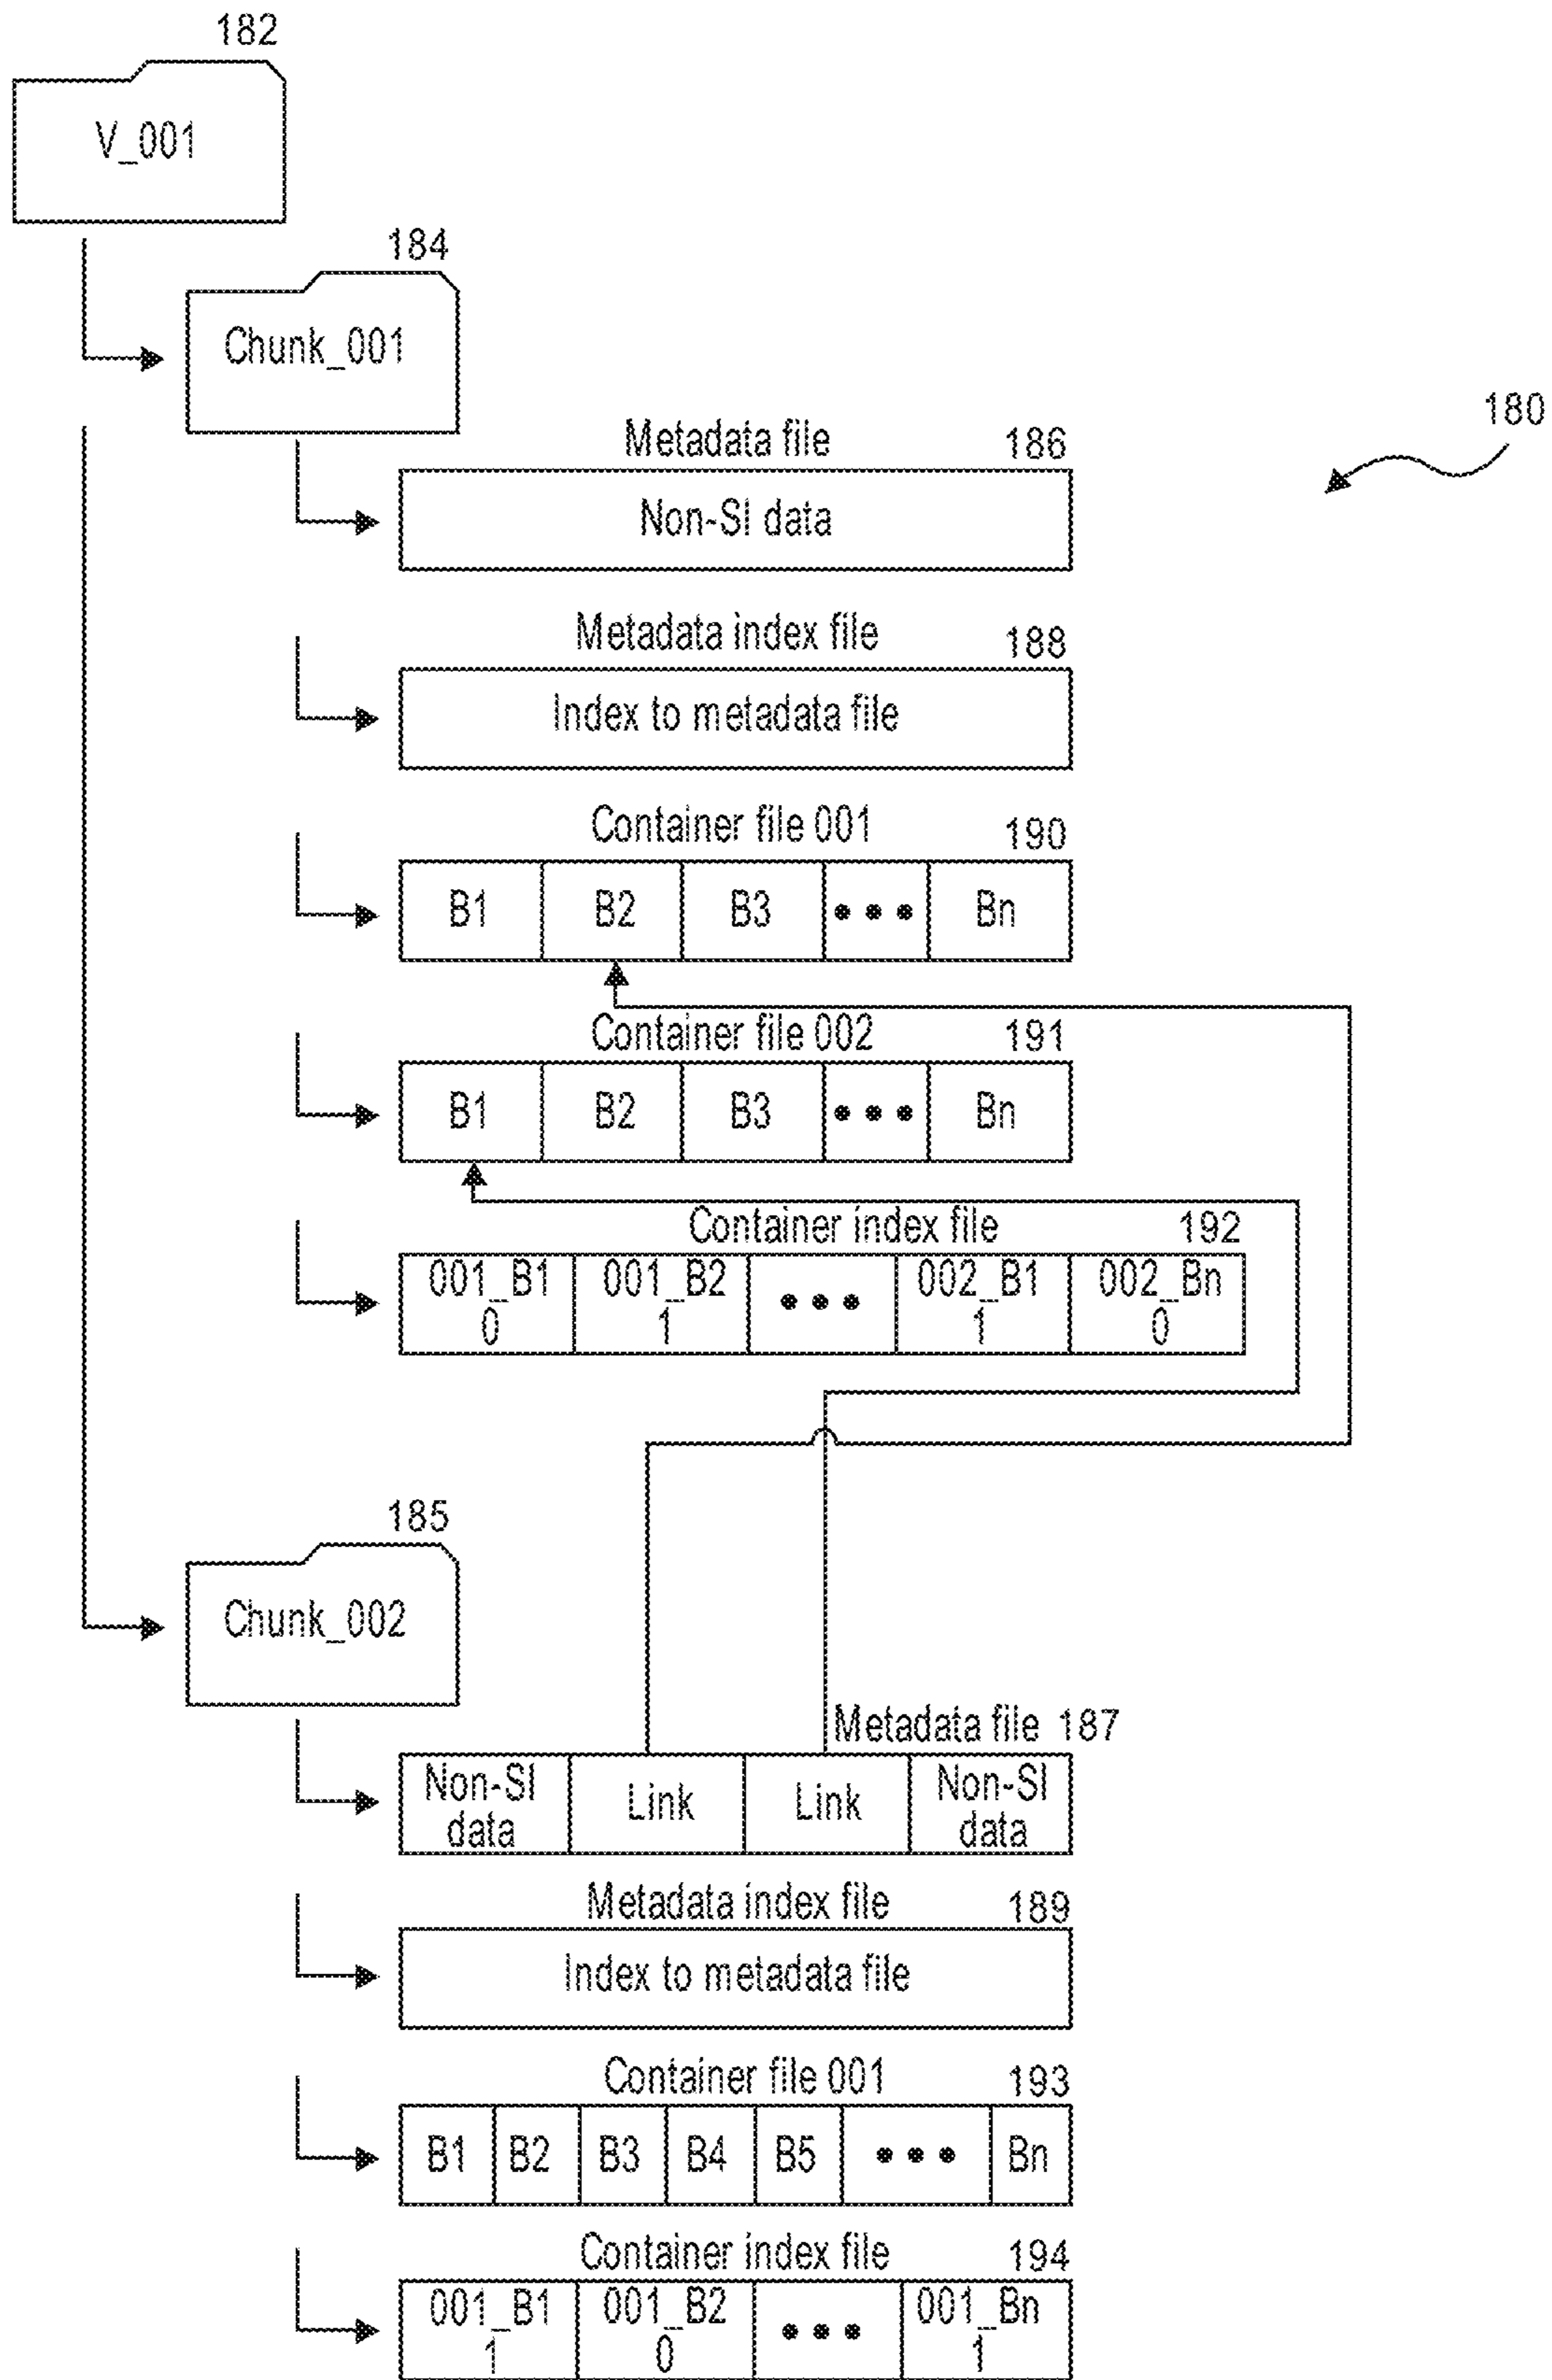 182
V_001
184
Chunk_001
180
Metadata file 186
Non-SI data
Metadata index file 188
Index to metadata file
Container file 001 190
B1 B2 B3 ••• Bn
Container file 002 191
B1 B2 B3 ••• Bn
Container index file 192
001_B1 001_B2 ••• 002_B1 002_Bn
0 1 1 0
185
Chunk_002
Metadata file 187
Non-SI Link Link Non-SI
data data
Metadata index file 189
Index to metadata file
Container file 001 193
B1 B2 B3 B4 B5 ••• Bn
Container index file 194
001_B1 001_B2 ••• 001_Bn
1 0 1